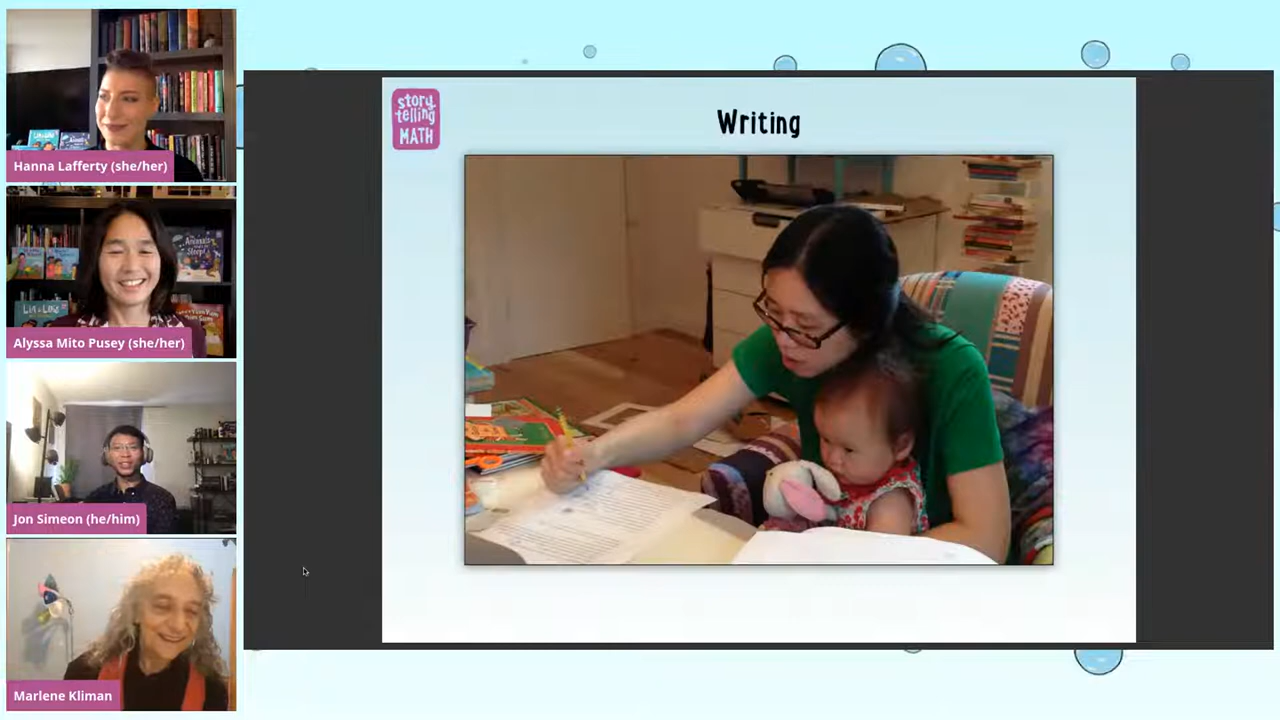 Hanna Lafferty (she/her)
Alyssa Mito Pusey (she/her)
Jon Simeon (he/him)
Marlene Kliman
story
telling
MATH
Writing